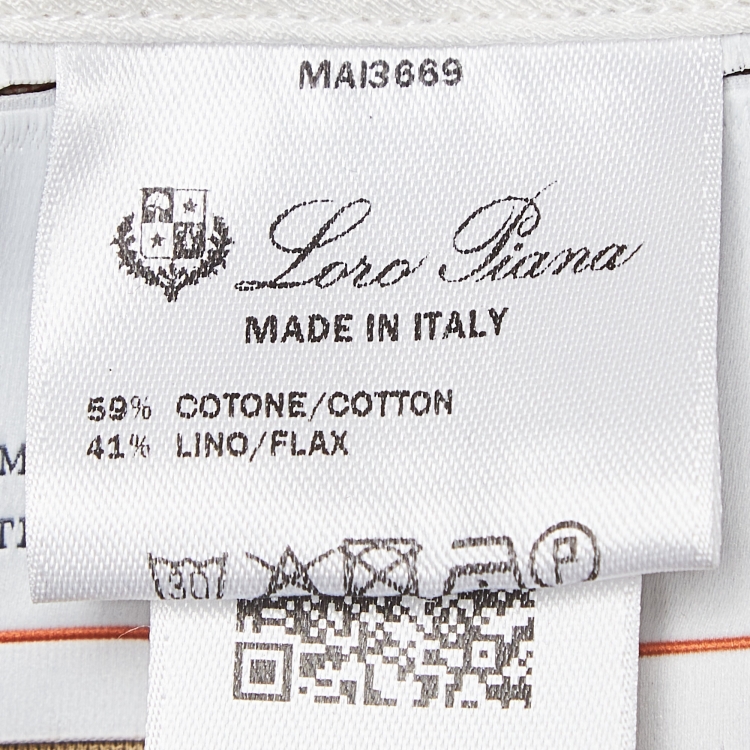 MAI3669
Loro Piana
MADE IN ITALY
59% COTONE/COTTON
41% LINO/FLAX
M
30
P